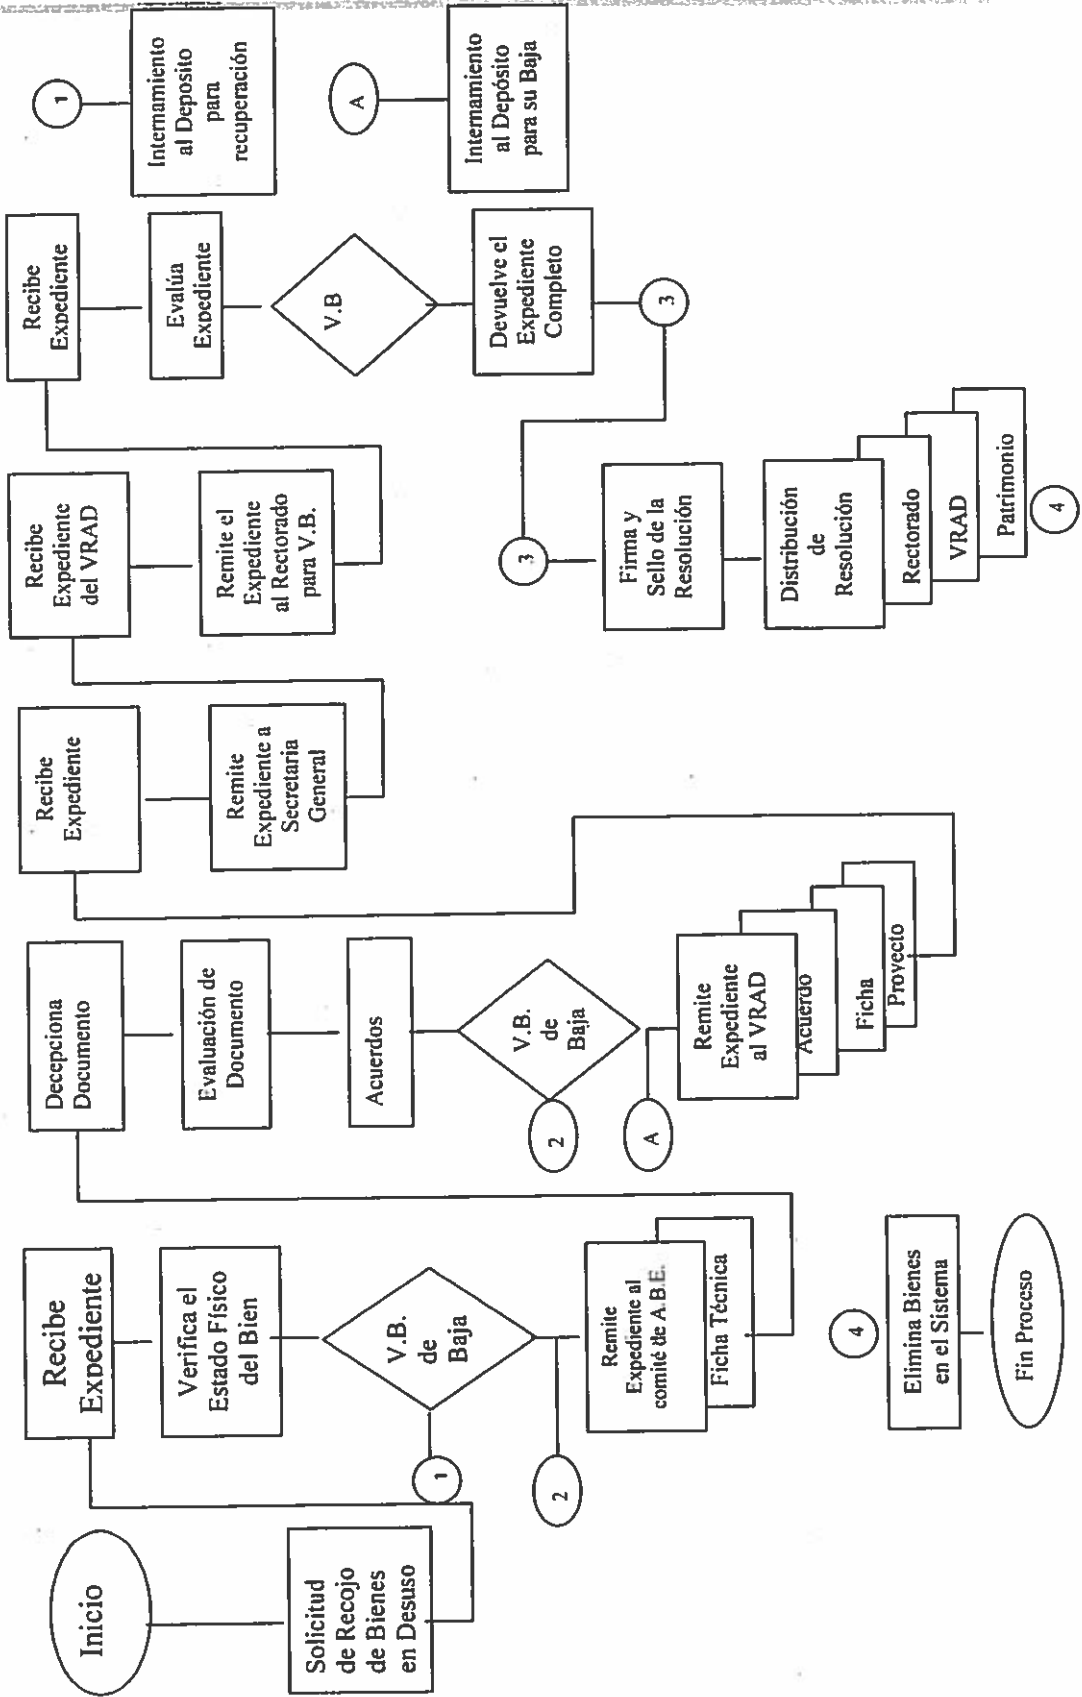 Inicio
Solicitud
de Recojo
de Bienes
en Desuso
Recibe
Expediente
Verifica el
Estado Físico
del Bien
V.B.
de
Baja
1
2
Remite
Expediente al
comité de A.B.E.
Ficha Técnica
4
Elimina Bienes
en el Sistema
Fin Proceso
Decepciona
Documento
Evaluación de
Documento
Acuerdos
V.B.
de
Baja
2
A
Remite
Expediente
al VRAD
Acuerdo
Ficha
Proyecto
Recibe
Expediente
Remite
Expediente a
Secretaria
General
Recibe
Expediente
del VRAD
Remite el
Expediente
al Rectorado
para V.B.
3
Firma y
Sello de la
Resolución
Distribución
de
Resolución
Rectorado
VRAD
Patrimonio
4
Recibe
Expediente
Evalúa
Expediente
V.B
Devuelve el
Expediente
Completo
3
1
Internamiento
al Deposito
para
recuperación
A
Internamiento
al Depósito
para su Baja